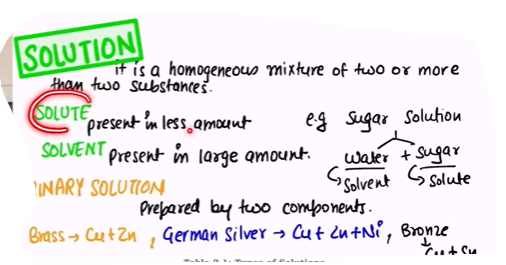 SOLUTION
it is a homogeneous mixture of two or more
than two substances.
SOLUTE present in less amount
e.g Sugar Solution
SOLVENT present in large amount.
Water + Sugar
Solvent Solute
INARY SOLUTION
Prepared by two components.
Brass → Cu + Zn , German Silver → Cu + Zn + Ni , Bronze
↓
Cu + Sn